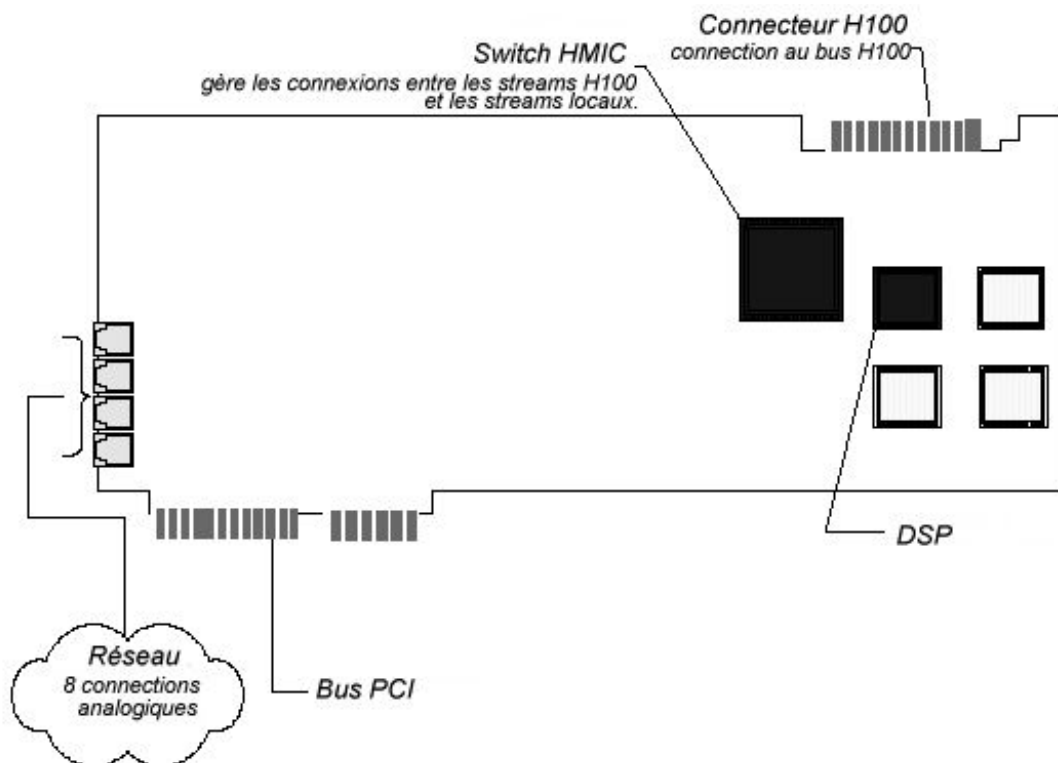 Connecteur H100
connection au bus H100
Switch HMIC
gère les connexions entre les streams H100
et les streams locaux.
DSP
Réseau
8 connections
analogiques
Bus PCI